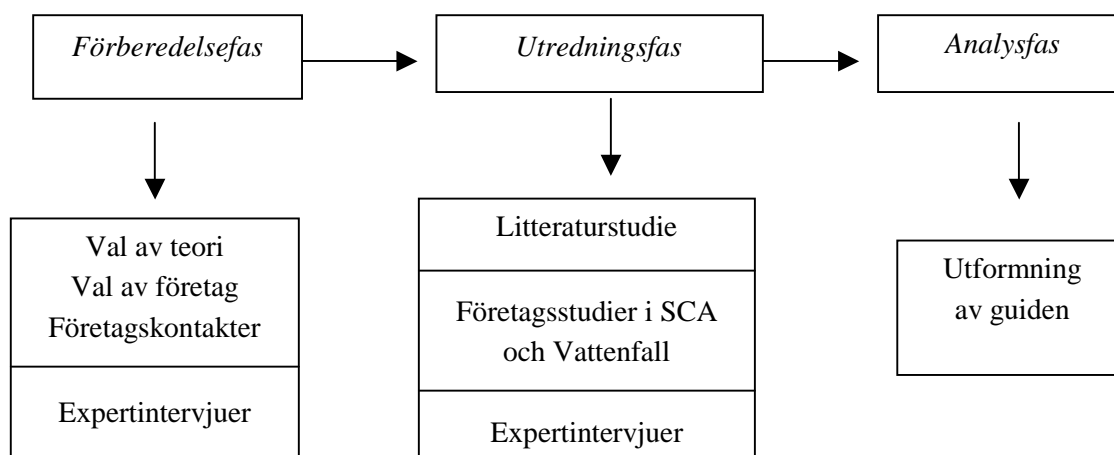 Förberedelsefas
Utredningsfas
Analysfas
Val av teori
Val av företag
Företagskontakter
Expertintervjuer
Litteraturstudie
Företagsstudier i SCA
och Vattenfall
Expertintervjuer
Utformning
av guiden